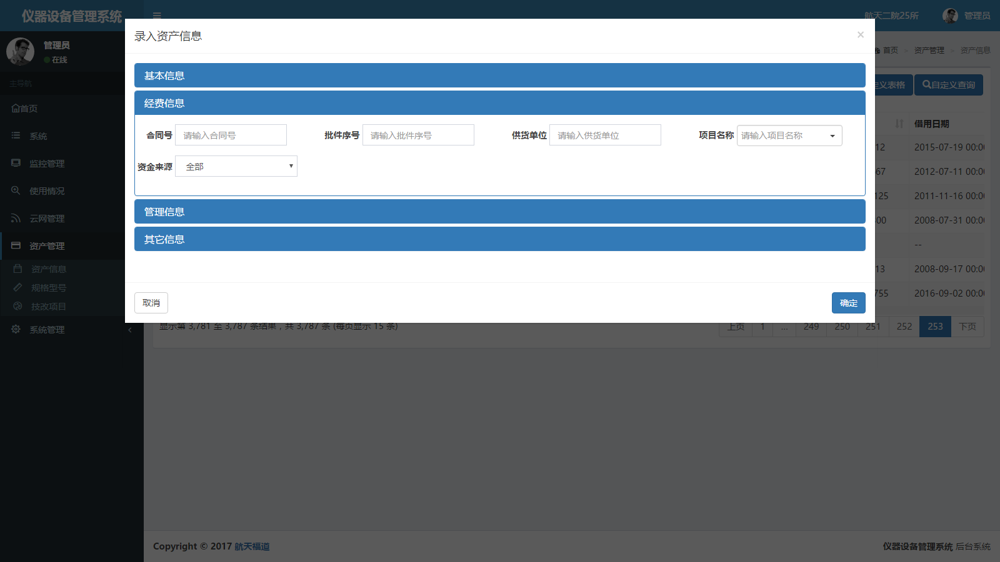 仪器设备管理系统
航天二院25所 管理员
管理员
在线
主导航
首页
系统
监控管理
使用情况
云网管理
资产管理
资产信息
规格型号
技改项目
系统管理
录入资产信息 ×
基本信息
经费信息
合同号 请输入合同号 批件序号 请输入批件序号 供货单位 请输入供货单位 项目名称 请输入项目名称
资金来源 全部
管理信息
其它信息
取消 确定
首页 > 资产管理 > 资产信息
定义表格 自定义查询
借用日期
12 2015-07-19 00:0
67 2012-07-11 00:0
125 2011-11-16 00:0
00 2008-07-31 00:0
--
13 2008-09-17 00:0
755 2016-09-02 00:0
显示第 3,781 至 3,787 条结果，共 3,787 条 (每页显示 15 条)
上页 1 ... 249 250 251 252 253 下页
Copyright © 2017 航天福道
仪器设备管理系统 后台系统